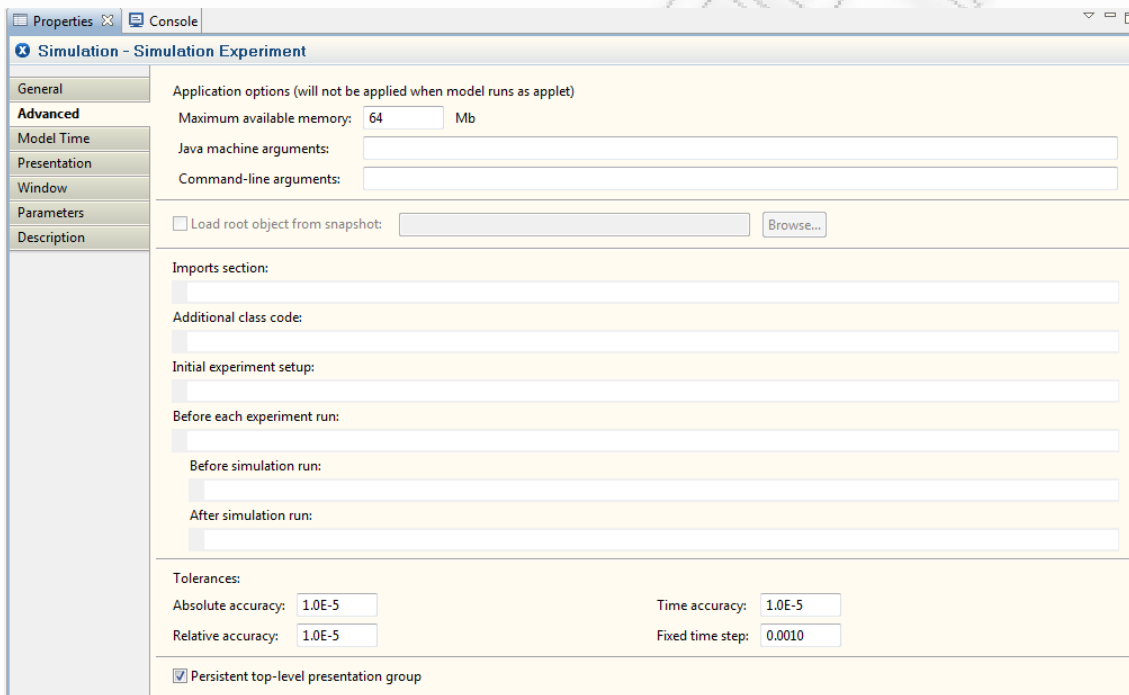 Properties Console
Simulation - Simulation Experiment
General
Advanced
Model Time
Presentation
Window
Parameters
Description
Application options (will not be applied when model runs as applet)
Maximum available memory: 64 Mb
Java machine arguments:
Command-line arguments:
Load root object from snapshot: Browse...
Imports section:
Additional class code:
Initial experiment setup:
Before each experiment run:
Before simulation run:
After simulation run:
Tolerances:
Absolute accuracy: 1.0E-5 Time accuracy: 1.0E-5
Relative accuracy: 1.0E-5 Fixed time step: 0.0010
Persistent top-level presentation group